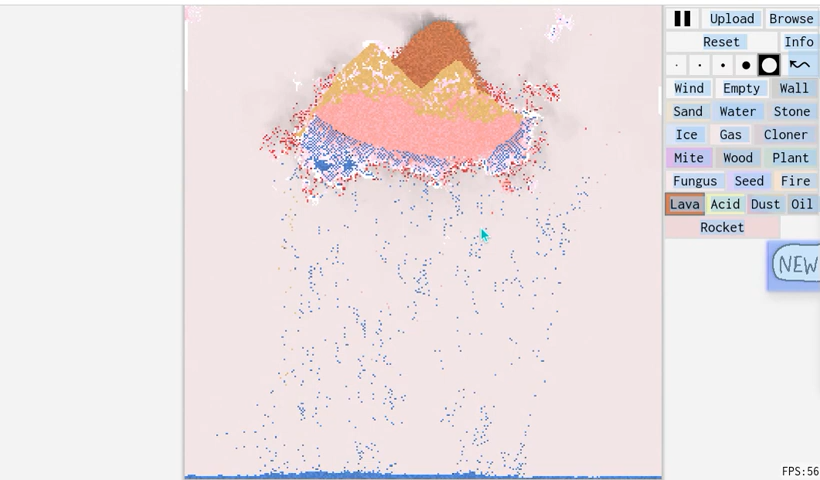 Upload Browse
Reset Info
Wind Empty Wall
Sand Water Stone
Ice Gas Cloner
Mite Wood Plant
Fungus Seed Fire
Lava Acid Dust Oil
Rocket
NEW
FPS:56